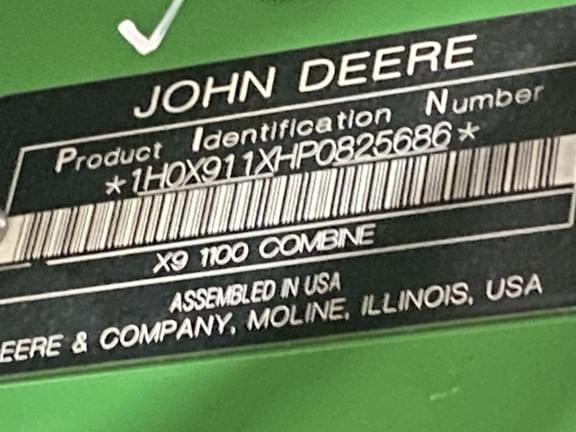 JOHN DEERE
Product Identification Number
*1H0X911XHP0825686*
X9 1100 COMBINE
ASSEMBLED IN USA
EERE & COMPANY, MOLINE, ILLINOIS, USA